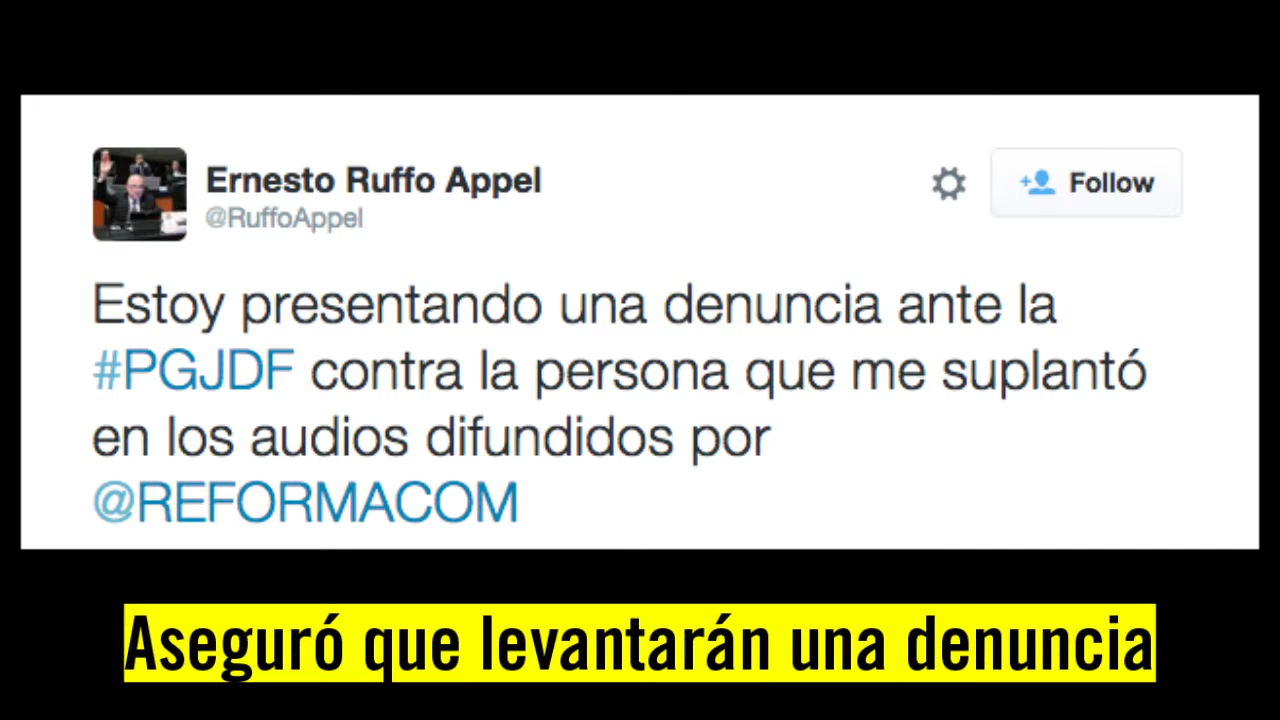 Ernesto Ruffo Appel
@RuffoAppel
Follow
Estoy presentando una denuncia ante la
#PGJDF contra la persona que me suplantó
en los audios difundidos por
@REFORMACOM
Aseguró que levantarán una denuncia